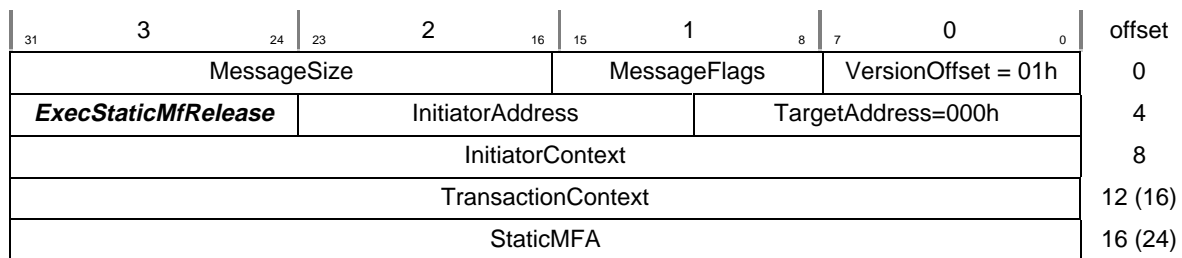 31 3 24 23 2 16 15 1 8 7 0 0 offset
MessageSize MessageFlags VersionOffset = 01h 0
ExecStaticMfRelease InitiatorAddress TargetAddress=000h 4
InitiatorContext 8
TransactionContext 12 (16)
StaticMFA 16 (24)